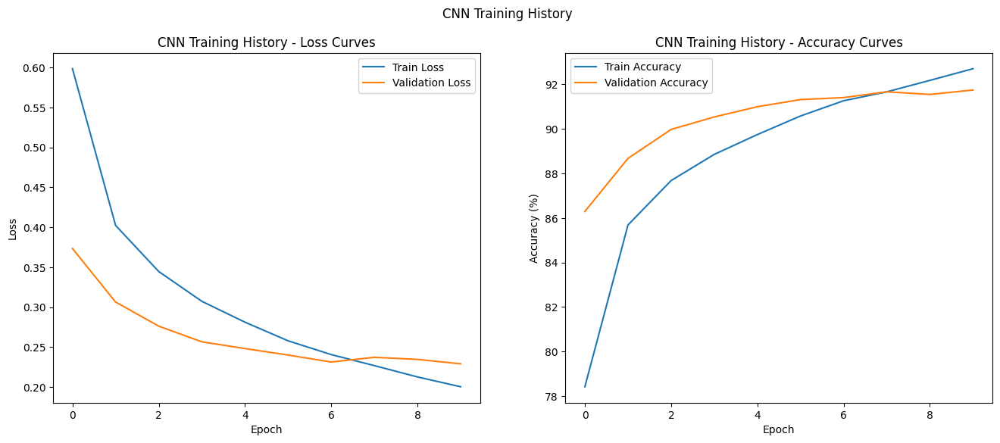 CNN Training History
CNN Training History - Loss Curves
Train Loss
Validation Loss
0.60
0.55
0.50
0.45
0.40
0.35
0.30
0.25
0.20
Loss
0 2 4 6 8
Epoch
CNN Training History - Accuracy Curves
Train Accuracy
Validation Accuracy
92
90
88
86
84
82
80
78
Accuracy (%)
0 2 4 6 8
Epoch